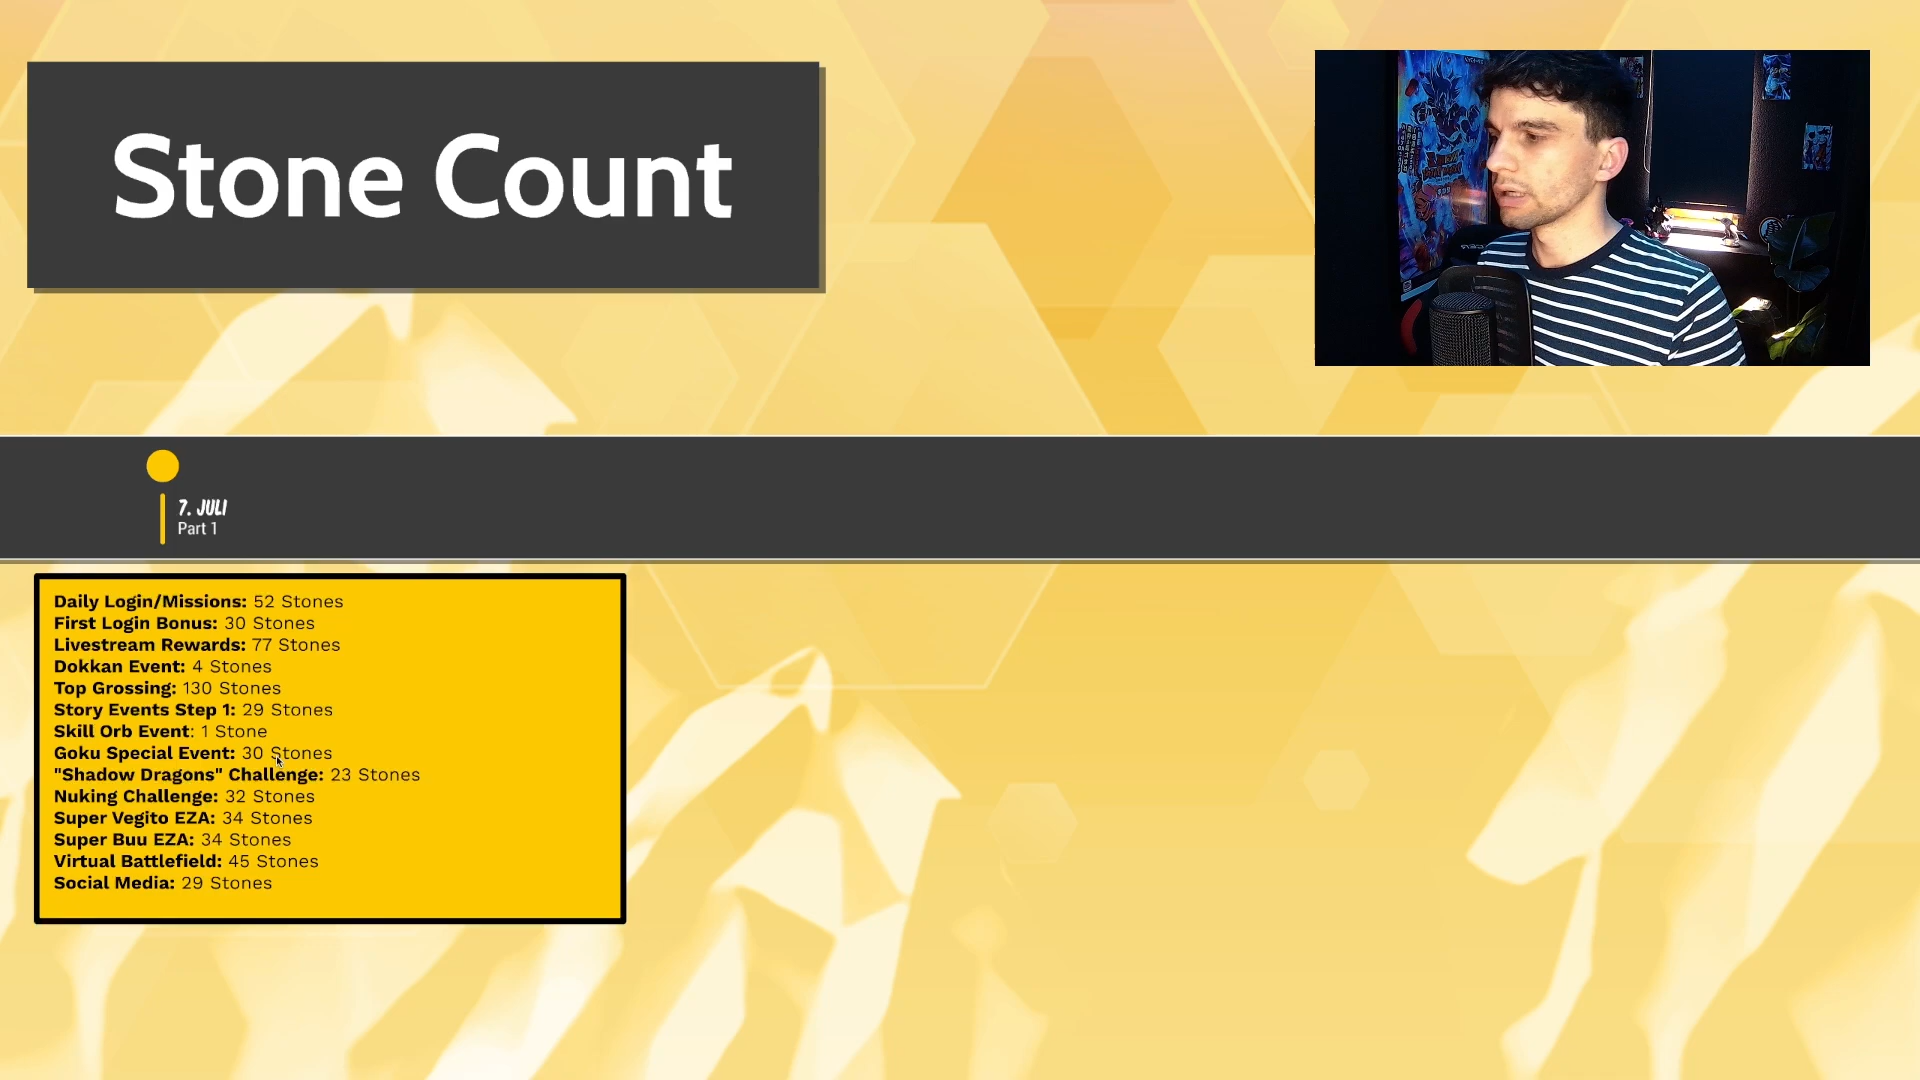 Stone Count
7. JULI
Part 1
Daily Login/Missions: 52 Stones
First Login Bonus: 30 Stones
Livestream Rewards: 77 Stones
Dokkan Event: 4 Stones
Top Grossing: 130 Stones
Story Events Step 1: 29 Stones
Skill Orb Event: 1 Stone
Goku Special Event: 30 Stones
"Shadow Dragons" Challenge: 23 Stones
Nuking Challenge: 32 Stones
Super Vegito EZA: 34 Stones
Super Buu EZA: 34 Stones
Virtual Battlefield: 45 Stones
Social Media: 29 Stones